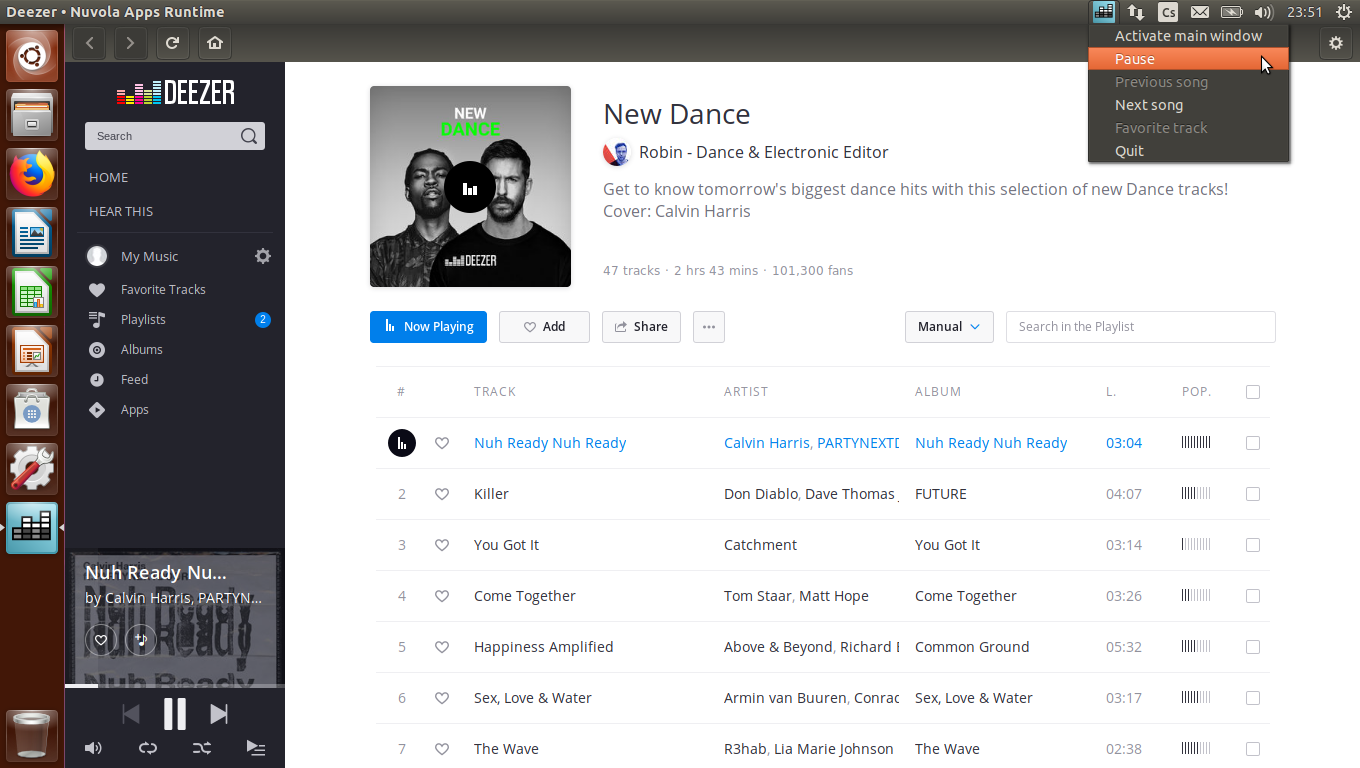 Deezer • Nuvola Apps Runtime
Cs
23:51
Activate main window
Pause
Previous song
Next song
Favorite track
Quit
DEEZER
Search
HOME
HEAR THIS
My Music
Favorite Tracks
Playlists 2
Albums
Feed
Apps
NEW
DANCE
DEEZER
New Dance
Robin - Dance & Electronic Editor
Get to know tomorrow's biggest dance hits with this selection of new Dance tracks!
Cover: Calvin Harris
47 tracks · 2 hrs 43 mins · 101,300 fans
Now Playing Add Share Manual Search in the Playlist
# TRACK ARTIST ALBUM L. POP.
Nuh Ready Nuh Ready Calvin Harris, PARTYNEXTD Nuh Ready Nuh Ready 03:04
2 Killer Don Diablo, Dave Thomas FUTURE 04:07
3 You Got It Catchment You Got It 03:14
4 Come Together Tom Staar, Matt Hope Come Together 03:26
5 Happiness Amplified Above & Beyond, Richard Common Ground 05:32
6 Sex, Love & Water Armin van Buuren, Conrad Sex, Love & Water 03:17
7 The Wave R3hab, Lia Marie Johnson The Wave 02:38
Calvin Harris
Nuh Ready Nu...
by Calvin Harris, PARTYN...
Nuh Ready
Nuh Ready